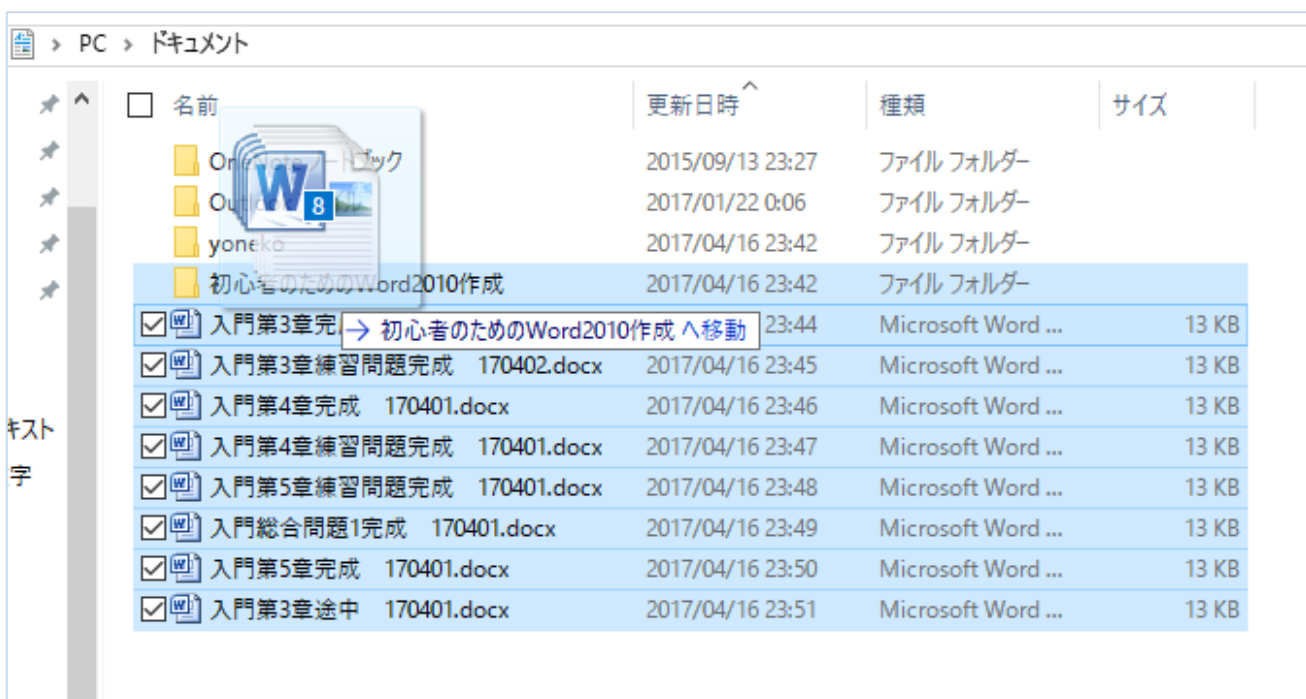 PC > ドキュメント
名前 更新日時 種類 サイズ
OneNote ノートブック 2015/09/13 23:27 ファイル フォルダー
Outlook 2017/01/22 0:06 ファイル フォルダー
yoneko 2017/04/16 23:42 ファイル フォルダー
初心者のためのWord2010作成 2017/04/16 23:42 ファイル フォルダー
W
8
入門第3章完 23:44 Microsoft Word ... 13 KB
→ 初心者のためのWord2010作成 へ移動
入門第3章練習問題完成 170402.docx 2017/04/16 23:45 Microsoft Word ... 13 KB
入門第4章完成 170401.docx 2017/04/16 23:46 Microsoft Word ... 13 KB
入門第4章練習問題完成 170401.docx 2017/04/16 23:47 Microsoft Word ... 13 KB
入門第5章練習問題完成 170401.docx 2017/04/16 23:48 Microsoft Word ... 13 KB
入門総合問題1完成 170401.docx 2017/04/16 23:49 Microsoft Word ... 13 KB
入門第5章完成 170401.docx 2017/04/16 23:50 Microsoft Word ... 13 KB
入門第3章途中 170401.docx 2017/04/16 23:51 Microsoft Word ... 13 KB
キスト
字